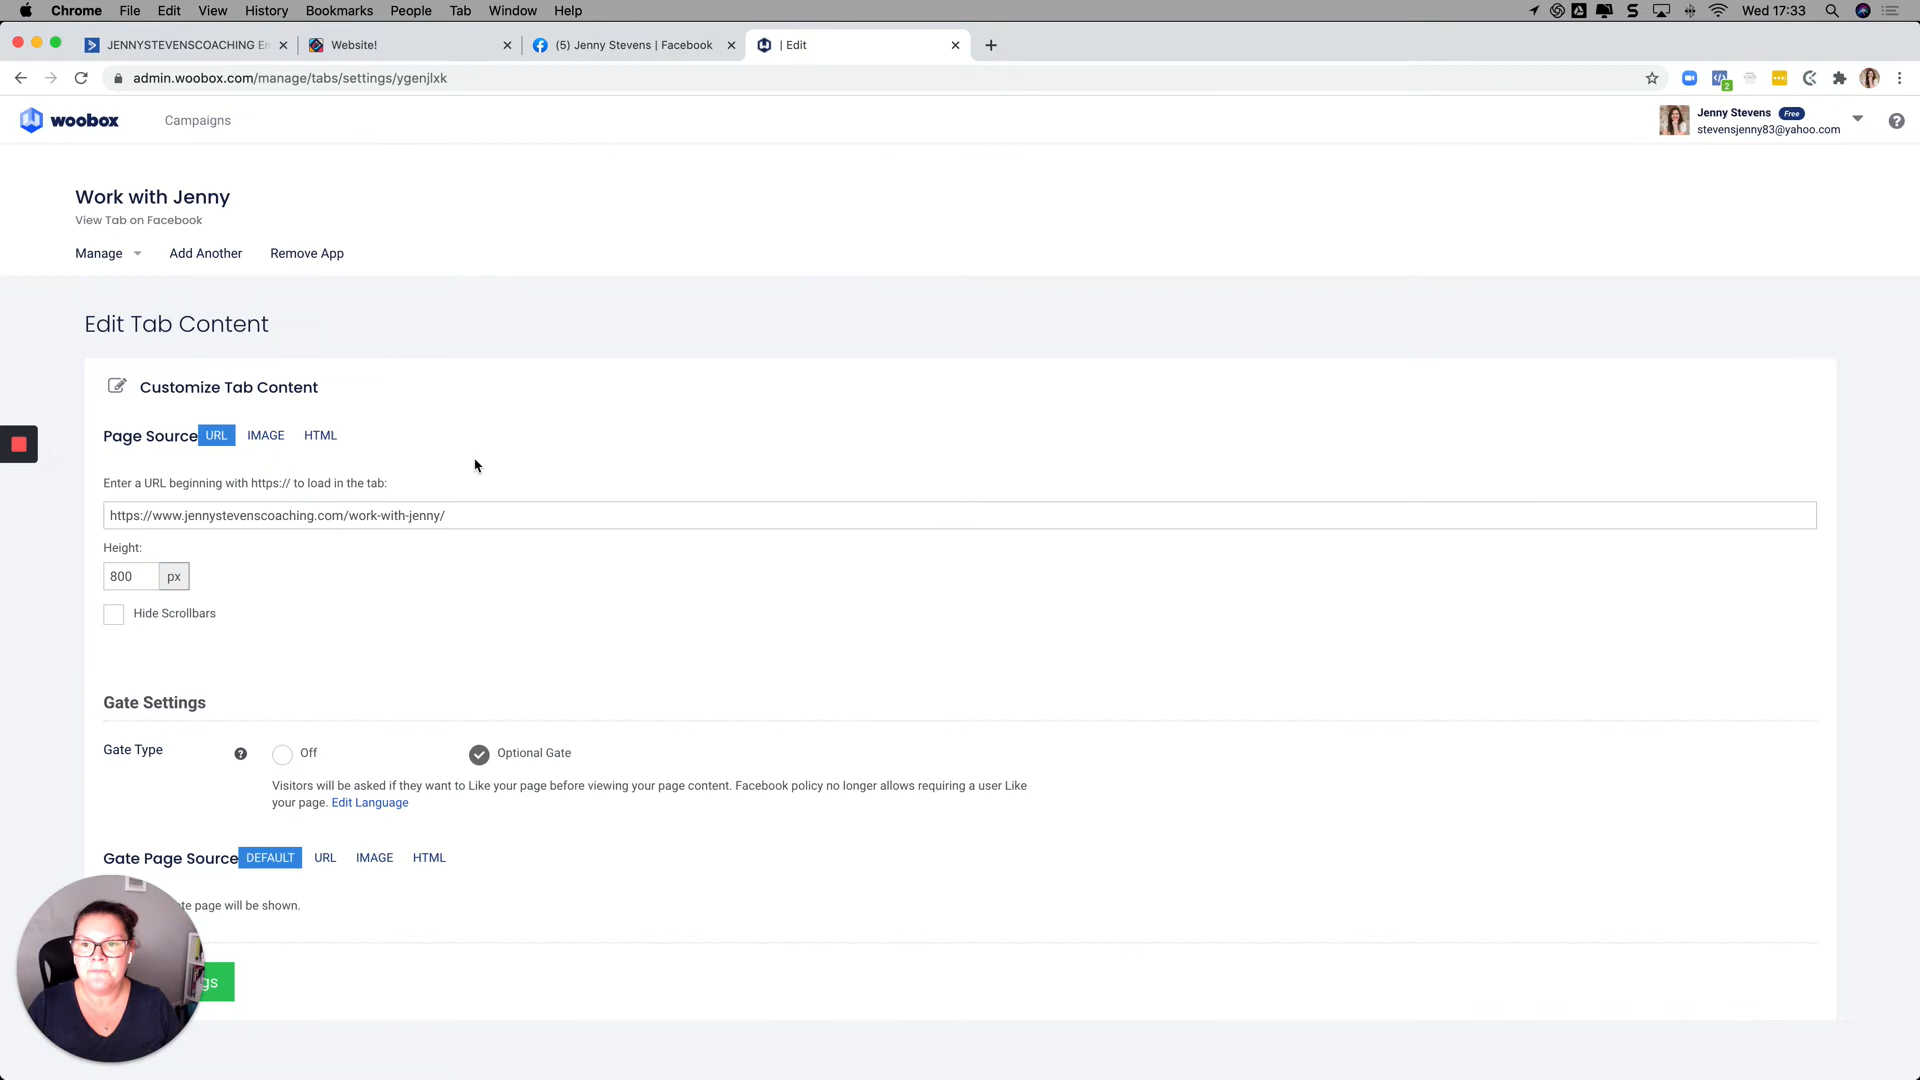 Chrome File Edit View History Bookmarks People Tab Window Help Wed 17:33
JENNYSTEVENSCOACHING Website! (5) Jenny Stevens | Facebook | Edit
admin.woobox.com/manage/tabs/settings/ygenjlxk
2
woobox Campaigns
Jenny Stevens Free
stevensjenny83@yahoo.com
Work with Jenny
View Tab on Facebook
Manage Add Another Remove App
Edit Tab Content
Customize Tab Content
Page Source URL IMAGE HTML
Enter a URL beginning with https:// to load in the tab:
https://www.jennystevenscoaching.com/work-with-jenny/
Height:
800 px
Hide Scrollbars
Gate Settings
Gate Type ? Off Optional Gate
Visitors will be asked if they want to Like your page before viewing your page content. Facebook policy no longer allows requiring a user Like
your page. Edit Language
Gate Page Source DEFAULT URL IMAGE HTML
page will be shown.